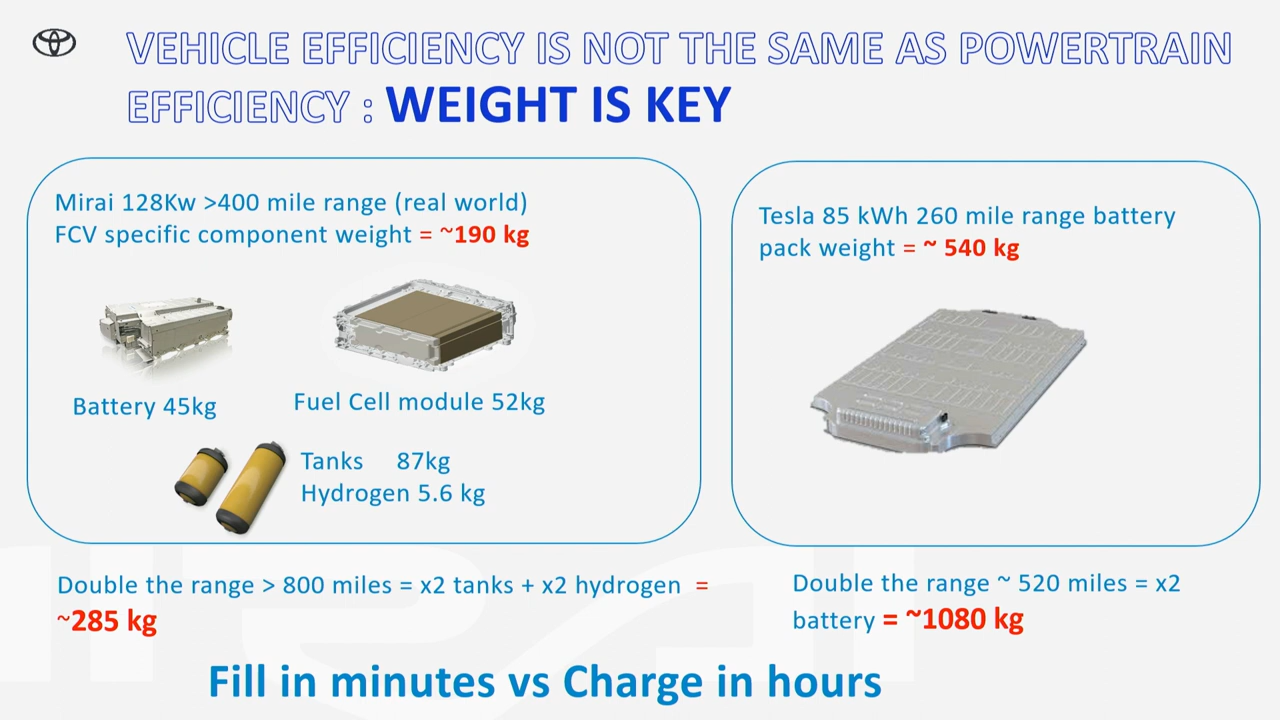 VEHICLE EFFICIENCY IS NOT THE SAME AS POWERTRAIN
EFFICIENCY : WEIGHT IS KEY
Mirai 128Kw >400 mile range (real world)
FCV specific component weight = ~190 kg
Battery 45kg
Fuel Cell module 52kg
Tanks 87kg
Hydrogen 5.6 kg
Double the range > 800 miles = x2 tanks + x2 hydrogen =
~285 kg
Tesla 85 kWh 260 mile range battery
pack weight = ~ 540 kg
Double the range ~ 520 miles = x2
battery = ~1080 kg
Fill in minutes vs Charge in hours